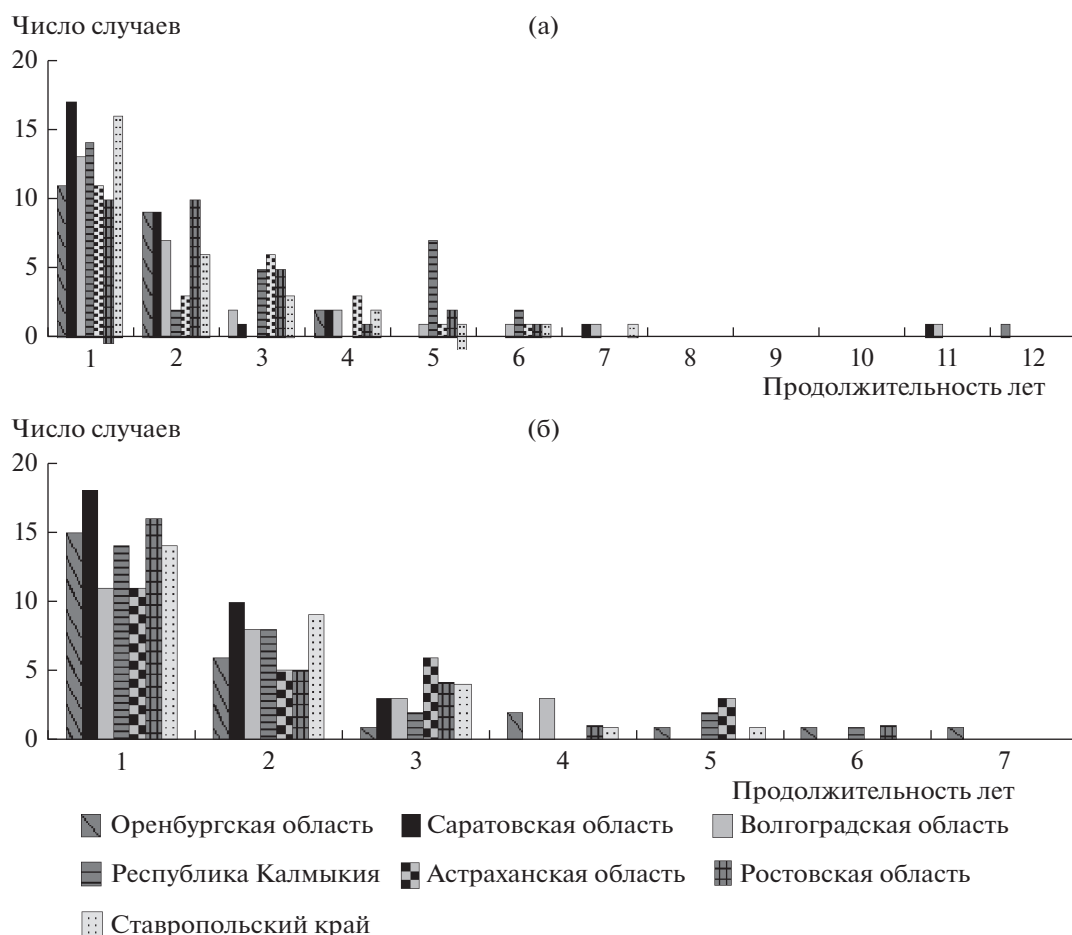 Число случаев
(а)
20
15
10
5
0
1 2 3 4 5 6 7 8 9 10 11 12
Продолжительность лет
Число случаев
(б)
20
15
10
5
0
1 2 3 4 5 6 7
Продолжительность лет
Оренбургская область Саратовская область Волгоградская область
Республика Калмыкия Астраханская область Ростовская область
Ставропольский край